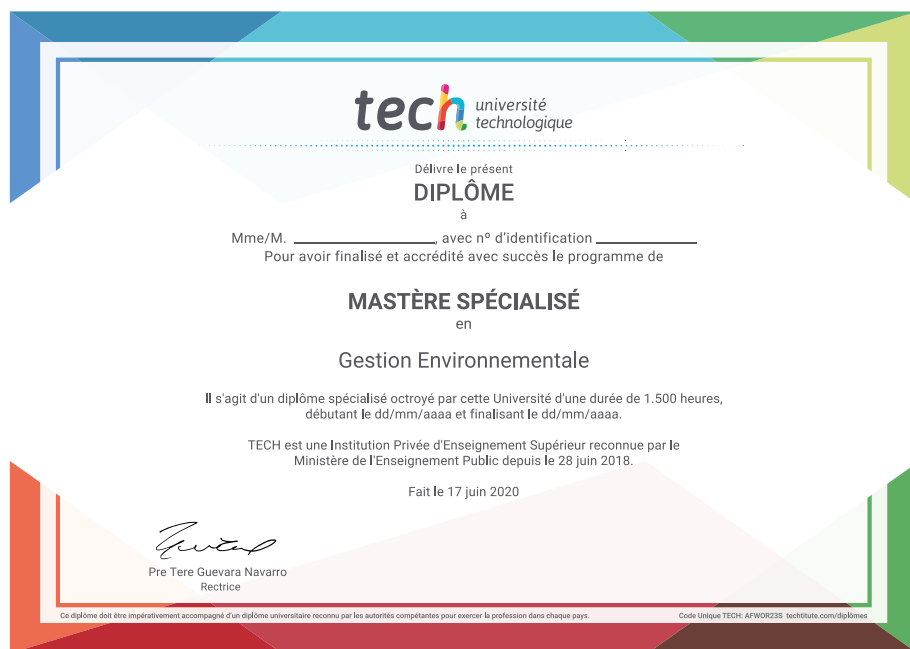 tech université
technologique
Délivre le présent
DIPLÔME
à
Mme/M. ____________________, avec nº d'identification ______________
Pour avoir finalisé et accrédité avec succès le programme de
MASTÈRE SPÉCIALISÉ
en
Gestion Environnementale
Il s'agit d'un diplôme spécialisé octroyé par cette Université d'une durée de 1.500 heures,
débutant le dd/mm/aaaa et finalisant le dd/mm/aaaa.
TECH est une Institution Privée d'Enseignement Supérieur reconnue par le
Ministère de l'Enseignement Public depuis le 28 juin 2018.
Fait le 17 juin 2020
Pre Tere Guevara Navarro
Rectrice
Ce diplôme doit être impérativement accompagné d'un diplôme universitaire reconnu par les autorités compétantes pour exercer la profession dans chaque pays. Code Unique TECH: AFWOR23S techtitute.com/diplômes